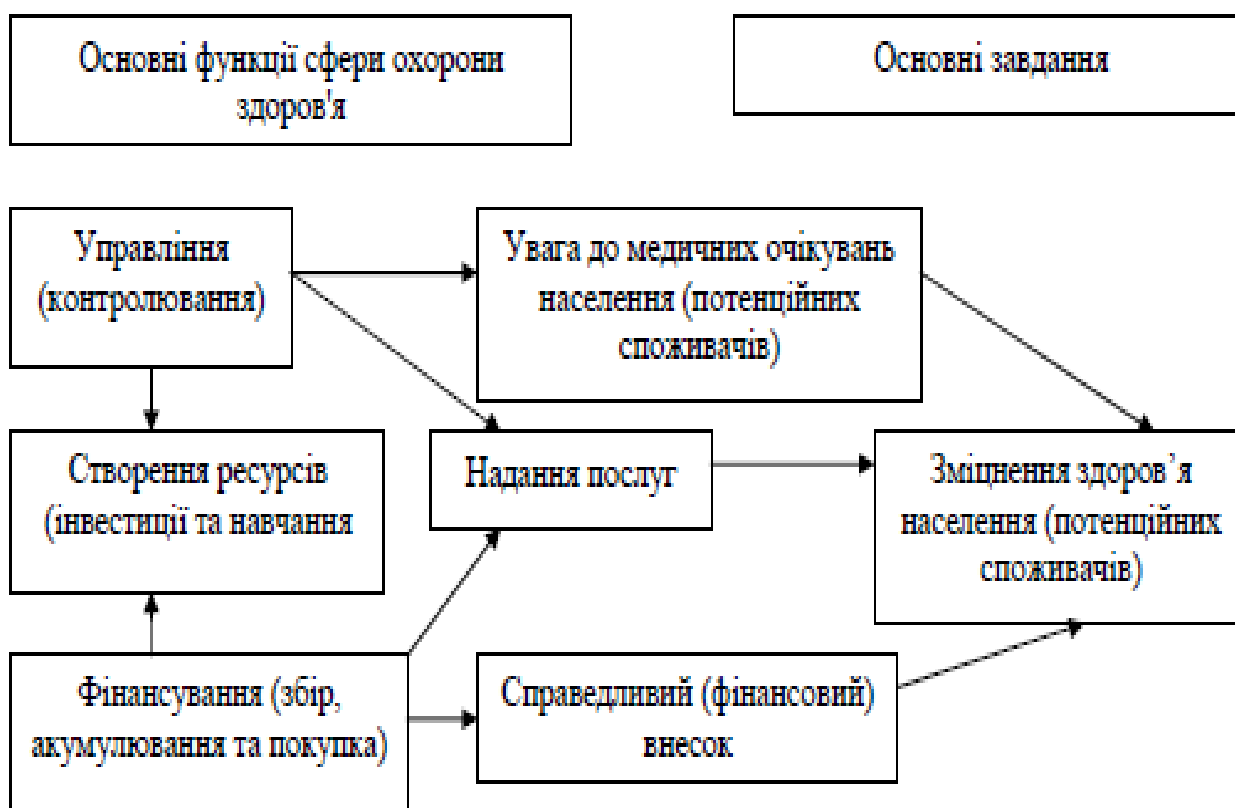 Основні функції сфери охорони
здоров'я
Основні завдання
Управління
(контролювання)
Увага до медичних очікувань
населення (потенційних
споживачів)
Створення ресурсів
(інвестиції та навчання
Надання послуг
Зміцнення здоров’я
населення (потенційних
споживачів)
Фінансування (збір,
акумулювання та покупка)
Справедливий (фінансовий)
внесок